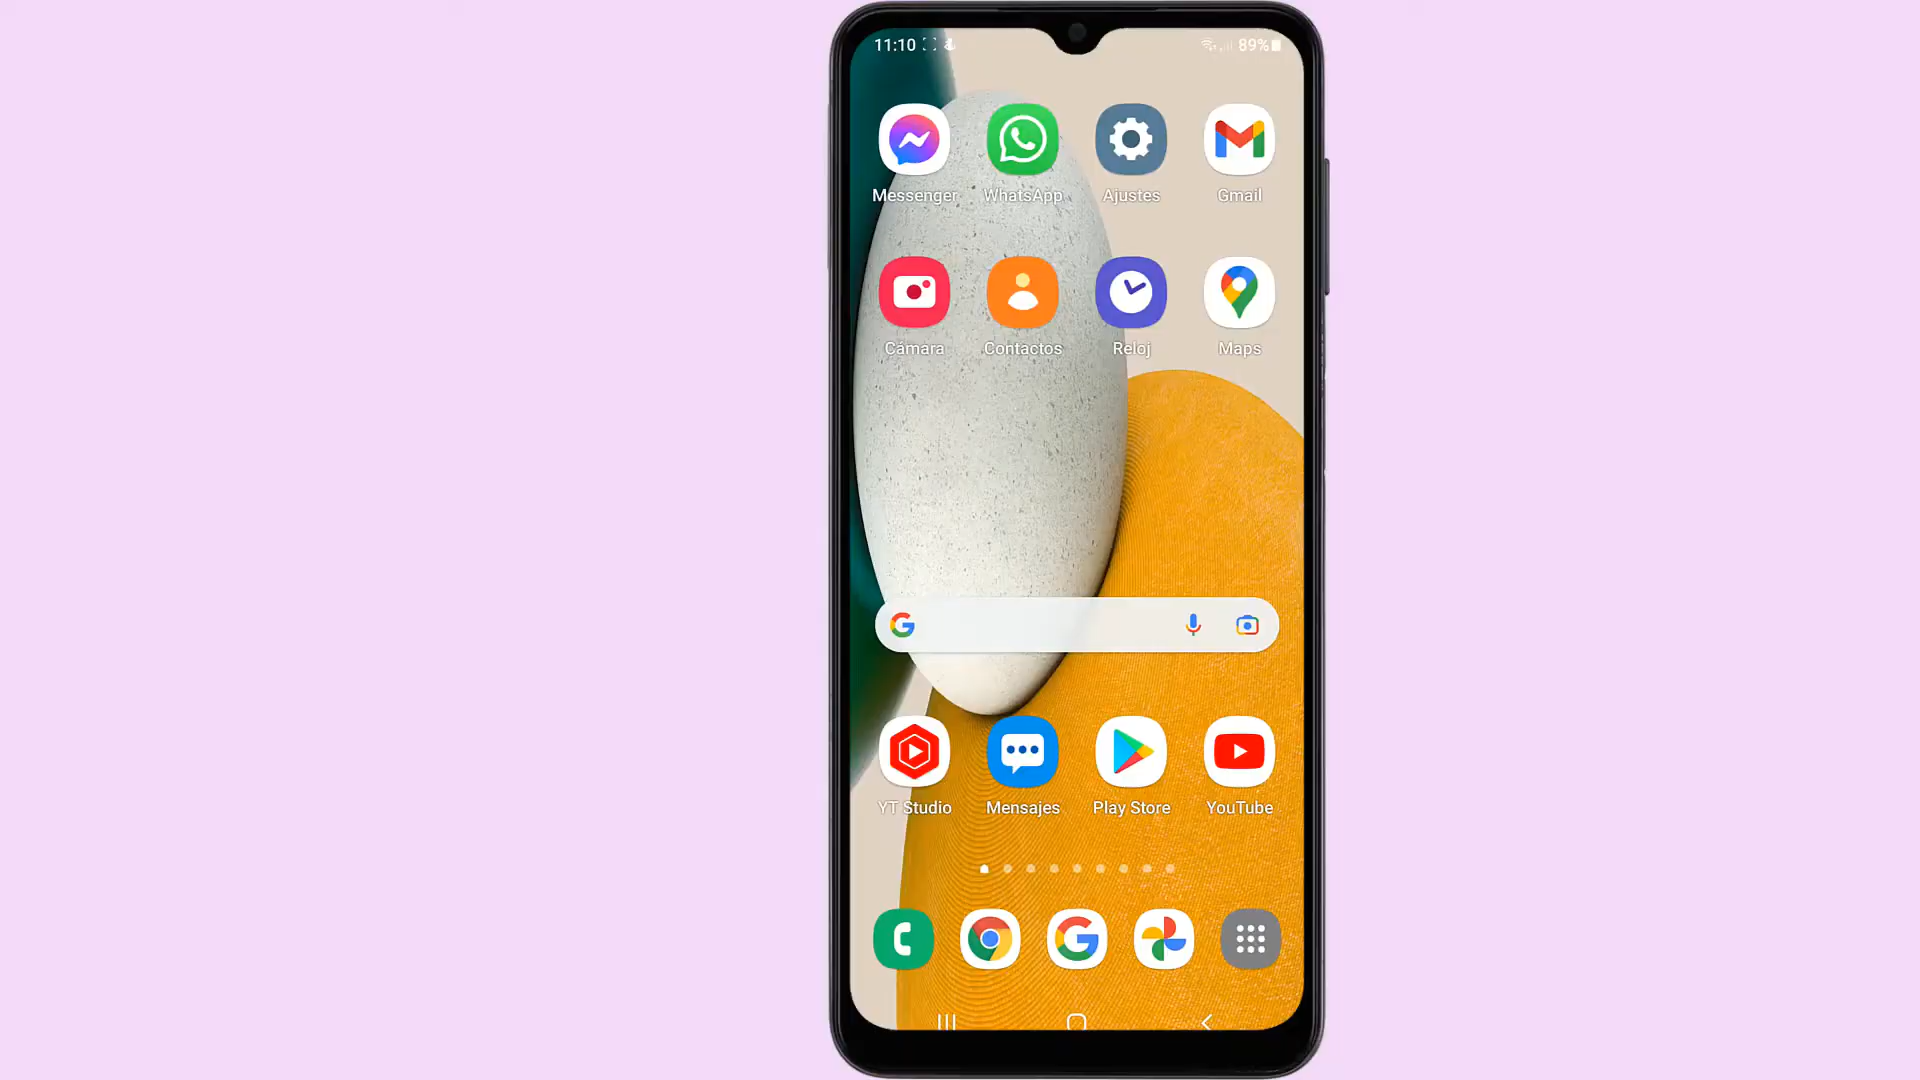 11:10 89%
Messenger WhatsApp Ajustes Gmail
Cámara Contactos Reloj Maps
YT Studio Mensajes Play Store YouTube